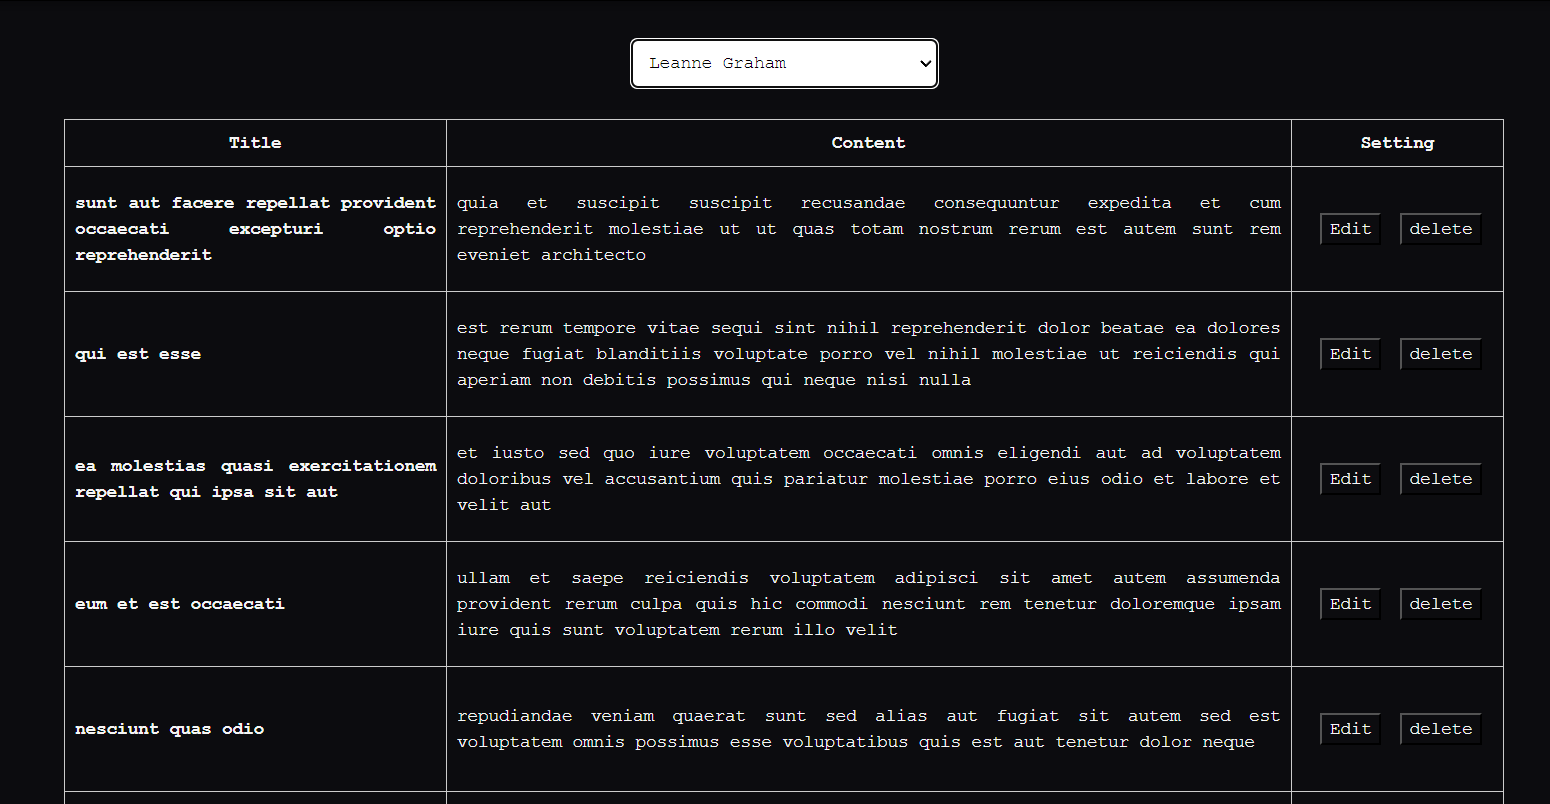 Leanne Graham
Title Content Setting
sunt aut facere repellat provident
occaecati excepturi optio
reprehenderit
quia et suscipit suscipit recusandae consequuntur expedita et cum
reprehenderit molestiae ut ut quas totam nostrum rerum est autem sunt rem
eveniet architecto
Edit delete
qui est esse
est rerum tempore vitae sequi sint nihil reprehenderit dolor beatae ea dolores
neque fugiat blanditiis voluptate porro vel nihil molestiae ut reiciendis qui
aperiam non debitis possimus qui neque nisi nulla
Edit delete
ea molestias quasi exercitationem
repellat qui ipsa sit aut
et iusto sed quo iure voluptatem occaecati omnis eligendi aut ad voluptatem
doloribus vel accusantium quis pariatur molestiae porro eius odio et labore et
velit aut
Edit delete
eum et est occaecati
ullam et saepe reiciendis voluptatem adipisci sit amet autem assumenda
provident rerum culpa quis hic commodi nesciunt rem tenetur doloremque ipsam
iure quis sunt voluptatem rerum illo velit
Edit delete
nesciunt quas odio
repudiandae veniam quaerat sunt sed alias aut fugiat sit autem sed est
voluptatem omnis possimus esse voluptatibus quis est aut tenetur dolor neque
Edit delete